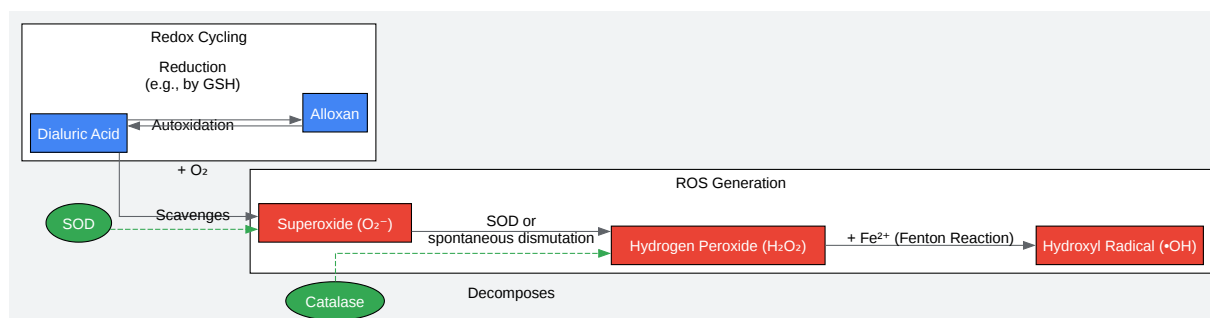 Redox Cycling
Reduction
(e.g., by GSH)
Alloxan
Dialuric Acid
Autoxidation
+ O₂
ROS Generation
SOD
Scavenges
Superoxide (O₂⁻)
SOD or
spontaneous dismutation
Hydrogen Peroxide (H₂O₂)
+ Fe²⁺ (Fenton Reaction)
Hydroxyl Radical (•OH)
Catalase
Decomposes